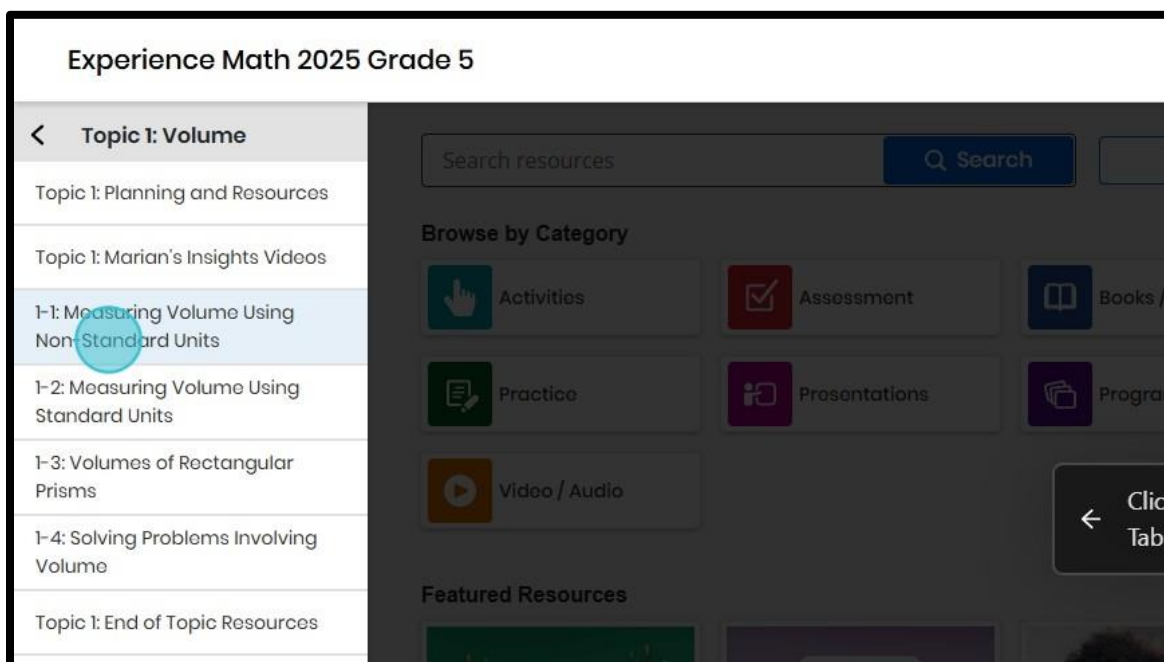 Experience Math 2025 Grade 5
Topic 1: Volume
Topic 1: Planning and Resources
Topic 1: Marian's Insights Videos
1-1: Measuring Volume Using
Non-Standard Units
1-2: Measuring Volume Using
Standard Units
1-3: Volumes of Rectangular
Prisms
1-4: Solving Problems Involving
Volume
Topic 1: End of Topic Resources
Search resources
Search
Browse by Category
Activities
Assessment
Books /
Practice
Presentations
Video / Audio
Featured Resources